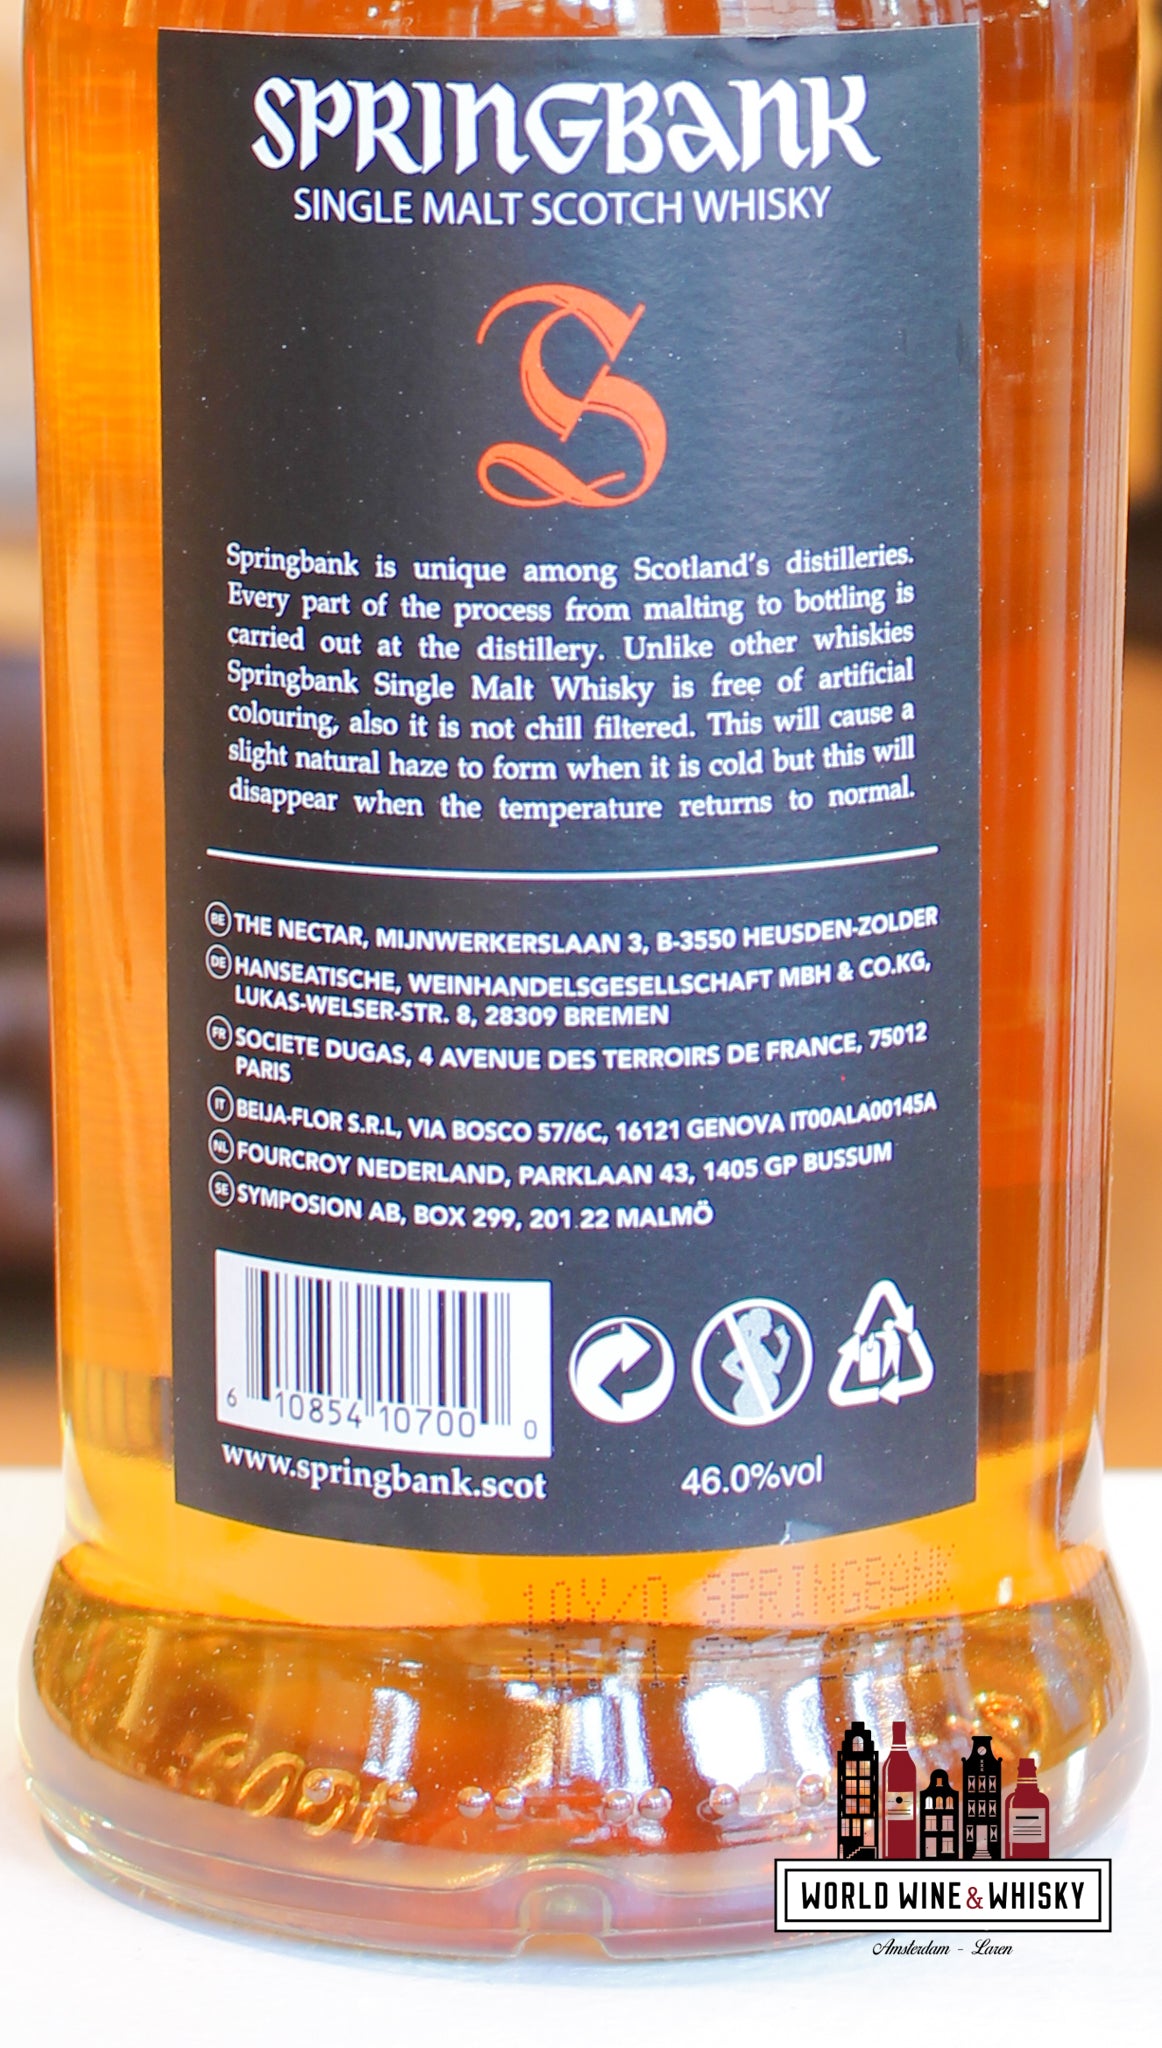 SPRINGBANK
SINGLE MALT SCOTCH WHISKY
S
Springbank is unique among Scotland's distilleries.
Every part of the process from malting to bottling is
carried out at the distillery. Unlike other whiskies
Springbank Single Malt Whisky is free of artificial
colouring, also it is not chill filtered. This will cause a
slight natural haze to form when it is cold but this will
disappear when the temperature returns to normal.
BE THE NECTAR, MIJNWERKERSLAAN 3, B-3550 HEUSDEN-ZOLDER
DE HANSEATISCHE, WEINHANDELSGESELLSCHAFT MBH & CO.KG,
LUKAS-WELSER-STR. 8, 28309 BREMEN
FR SOCIETE DUGAS, 4 AVENUE DES TERROIRS DE FRANCE, 75012
PARIS
IT BEIJA-FLOR S.R.L, VIA BOSCO 57/6C, 16121 GENOVA IT00ALA00145A
NL FOURCROY NEDERLAND, PARKLAAN 43, 1405 GP BUSSUM
SE SYMPOSION AB, BOX 299, 201 22 MALMÖ
6 10854 10700 0
www.springbank.scot
46.0%vol
10Y/O SPRINGBANK
WORLD WINE & WHISKY
Amsterdam - Laren